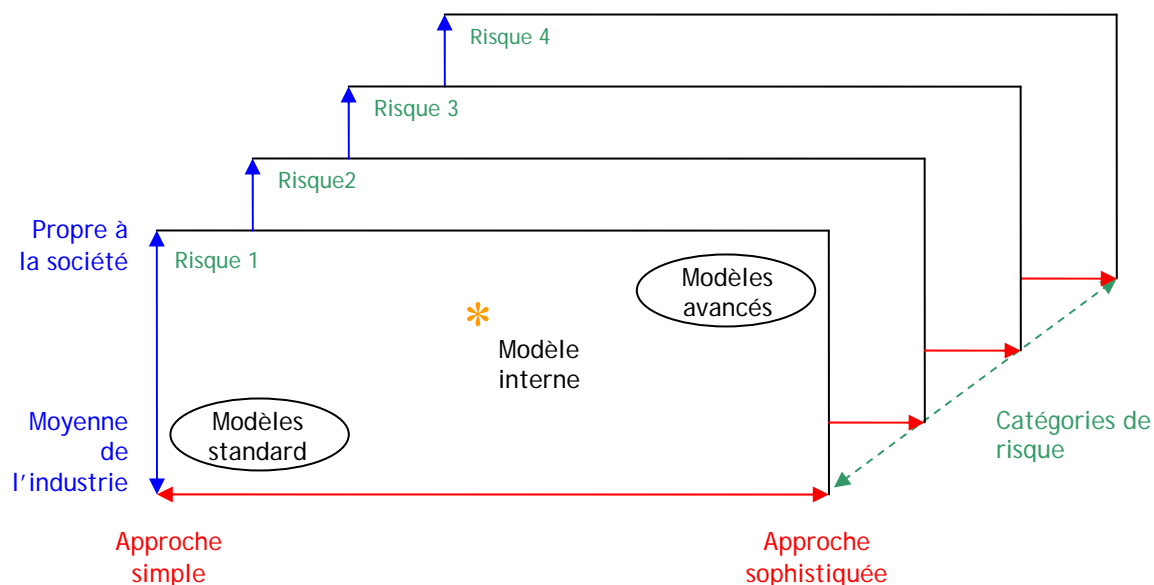 Risque 4
Risque 3
Risque2
Propre à
la société
Risque 1
Modèles
avancés
*
Modèle
interne
Modèles
standard
Moyenne
de
l'industrie
Catégories de
risque
Approche
simple
Approche
sophistiquée